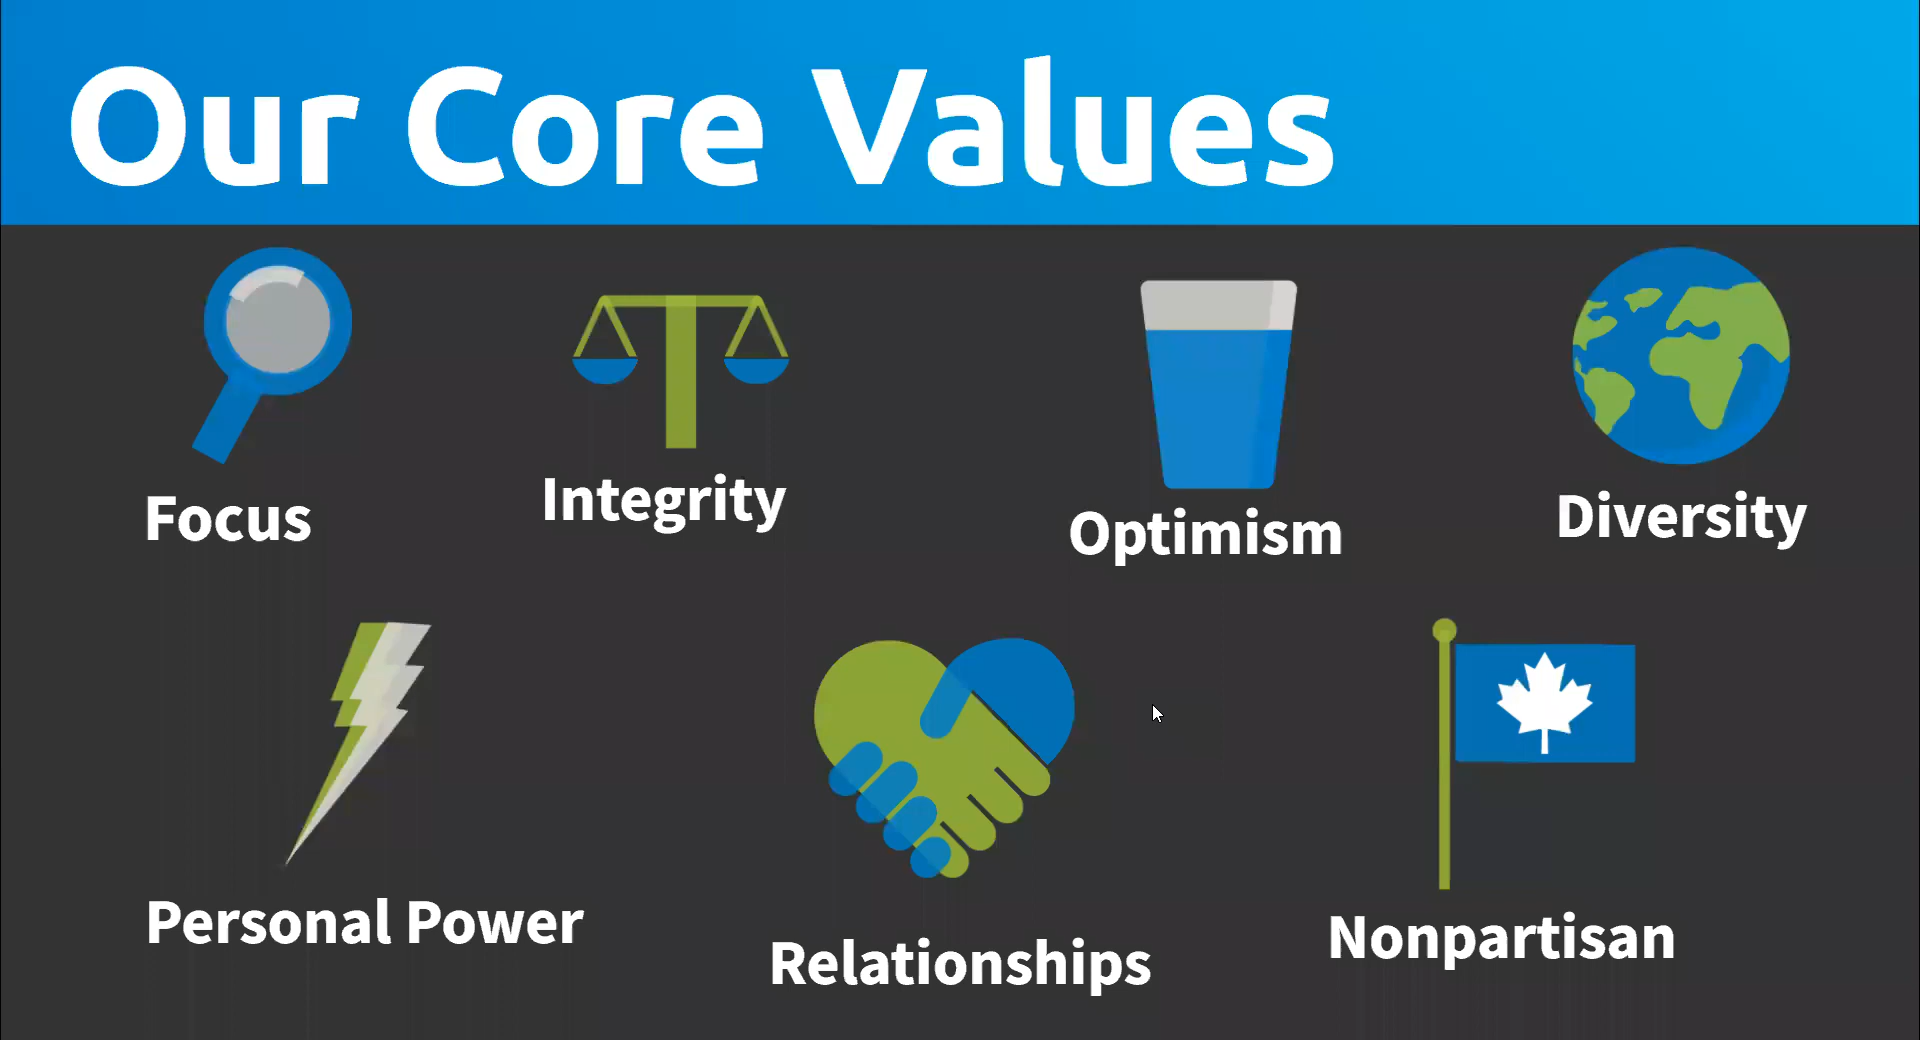 Our Core Values
Focus
Integrity
Optimism
Diversity
Personal Power
Relationships
Nonpartisan